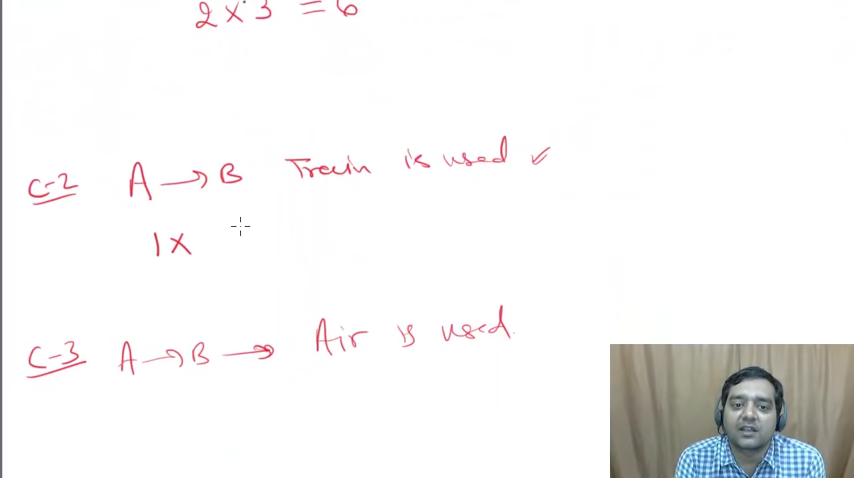 2 × 3 = 6
C-2 A → B Train is used ✓
1 ×
C-3 A → B → Air is used.